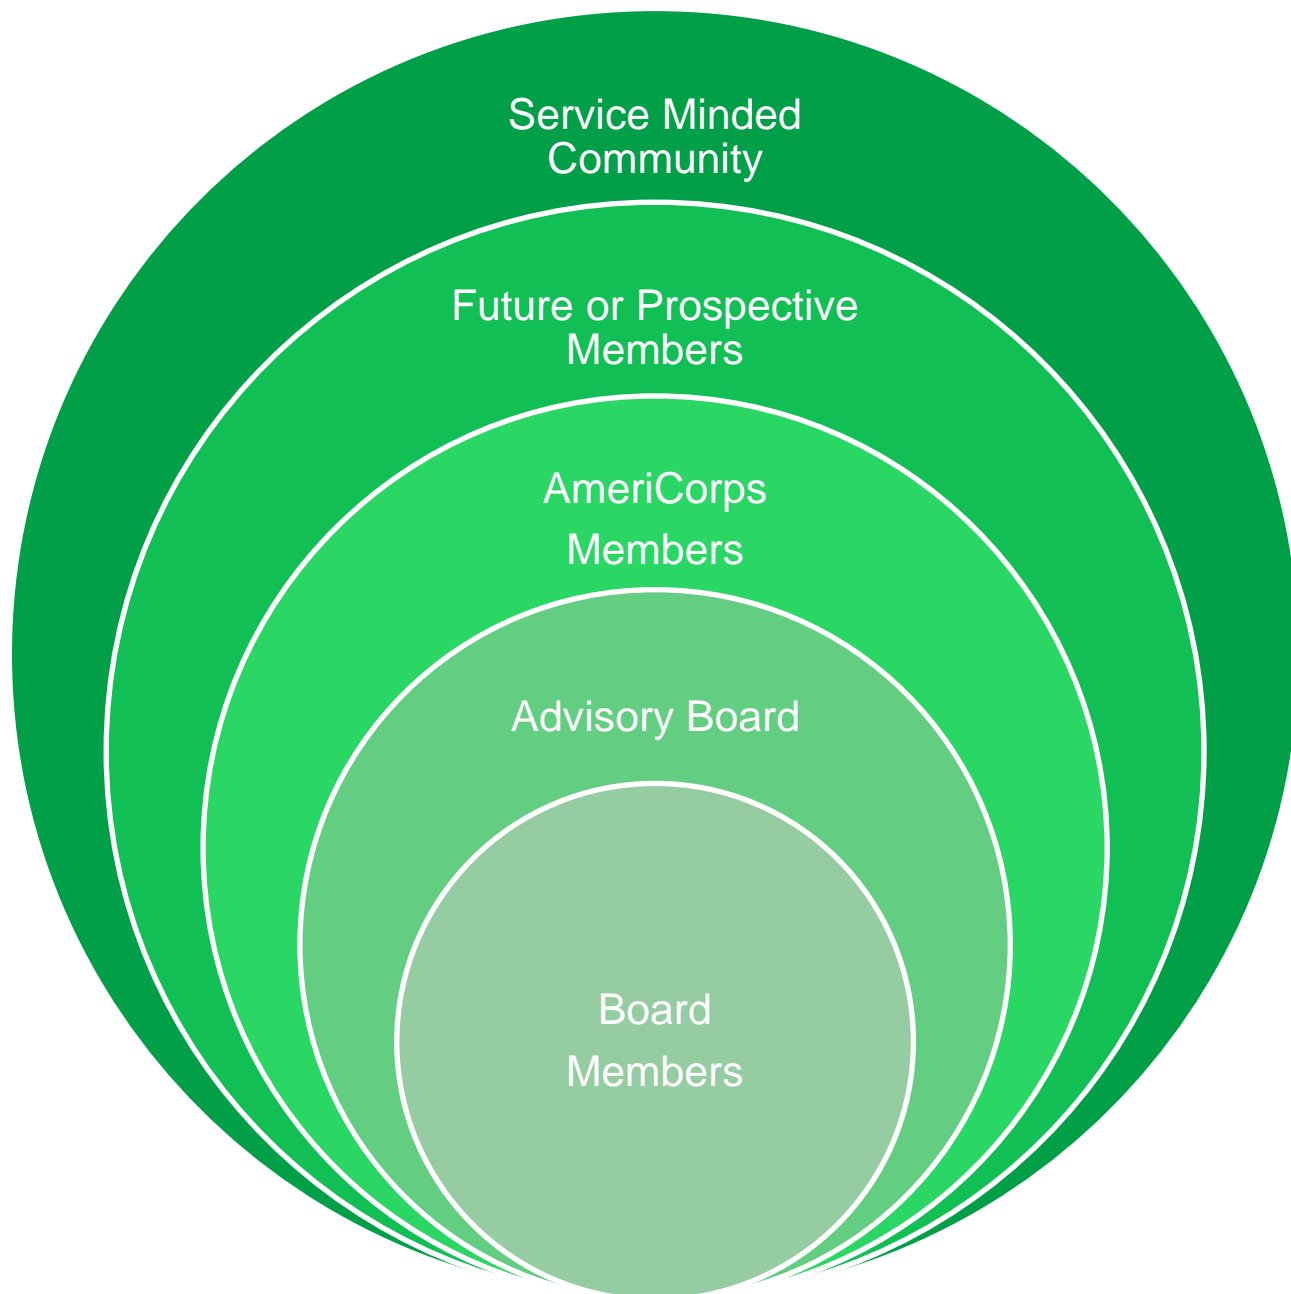 Service Minded
Community
Future or Prospective
Members
AmeriCorps
Members
Advisory Board
Board
Members